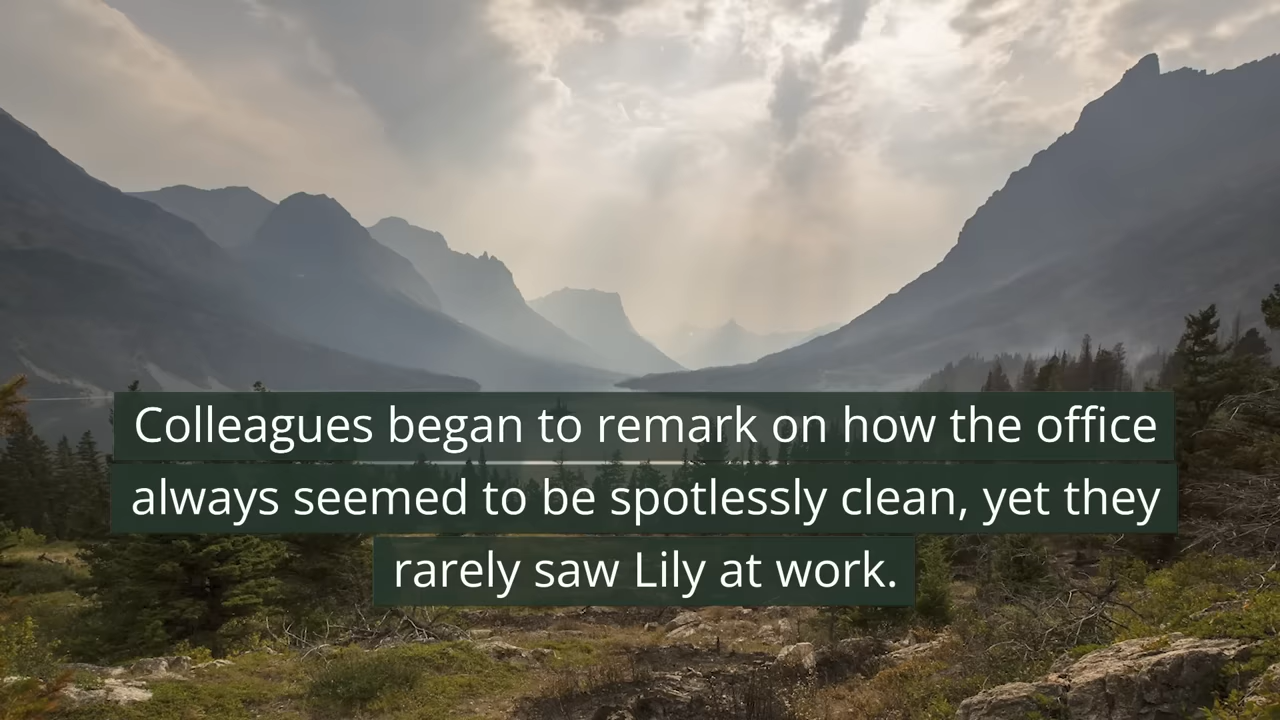 Colleagues began to remark on how the office
always seemed to be spotlessly clean, yet they
rarely saw Lily at work.